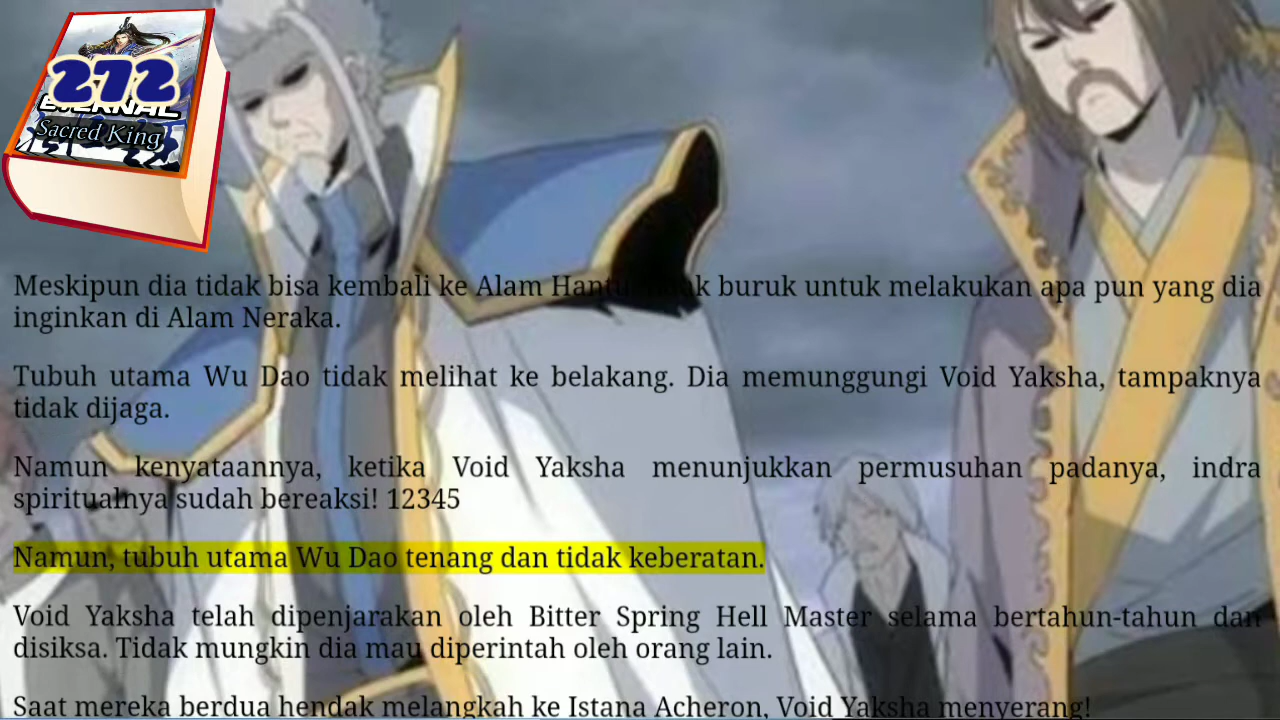 272
ETERNAL
Sacred King
Meskipun dia tidak bisa kembali ke Alam Hantu, tidak buruk untuk melakukan apa pun yang dia
inginkan di Alam Neraka.
Tubuh utama Wu Dao tidak melihat ke belakang. Dia memunggungi Void Yaksha, tampaknya
tidak dijaga.
Namun kenyataannya, ketika Void Yaksha menunjukkan permusuhan padanya, indra
spiritualnya sudah bereaksi! 12345
Namun, tubuh utama Wu Dao tenang dan tidak keberatan.
Void Yaksha telah dipenjarakan oleh Bitter Spring Hell Master selama bertahun-tahun dan
disiksa. Tidak mungkin dia mau diperintah oleh orang lain.
Saat mereka berdua hendak melangkah ke Istana Acheron, Void Yaksha menyerang!